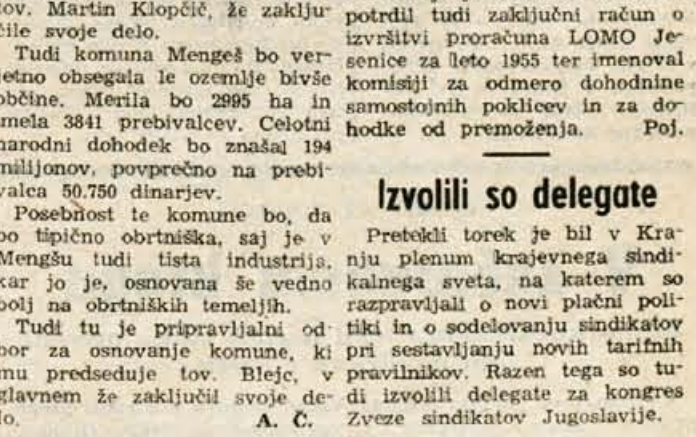 tov. Martin Klopčič, že zaklju-
čile svoje delo.
Tudi komuna Mengeš bo ver-
jetno obsegala le ozemlje bivše
občine. Merila bo 2995 ha in
imela 3841 prebivalcev. Celotni
narodni dohodek bo znašal 194
milijonov, povprečno na prebi-
valca 50.750 dinarjev.
Posebnost te komune bo, da
bo tipično obrtniška, saj je v
Mengšu tudi tista industrija,
kar jo je, osnovana še vedno
bolj na obrtniških temeljih.
Tudi tu je pripravljalni od-
bor za osnovanje komune, ki
mu predseduje tov. Blejc, v
glavnem že zaključil svoje de-
lo. A. Č.
potrdil tudi zaključni račun o
izvršitvi proračuna LOMO Je-
senice za leto 1955 ter imenoval
komisiji za odmero dohodnine
samostojnih poklicev in za do-
hodke od premoženja. Poj.
Izvolili so delegate
Pretekli torek je bil v Kra-
nju plenum krajevnega sindi-
kalnega sveta, na katerem so
razpravljali o novi plačni poli-
tiki in o sodelovanju sindikatov
pri sestavljanju novih tarifnih
pravilnikov. Razen tega so tu-
di izvolili delegate za kongres
Zveze sindikatov Jugoslavije.